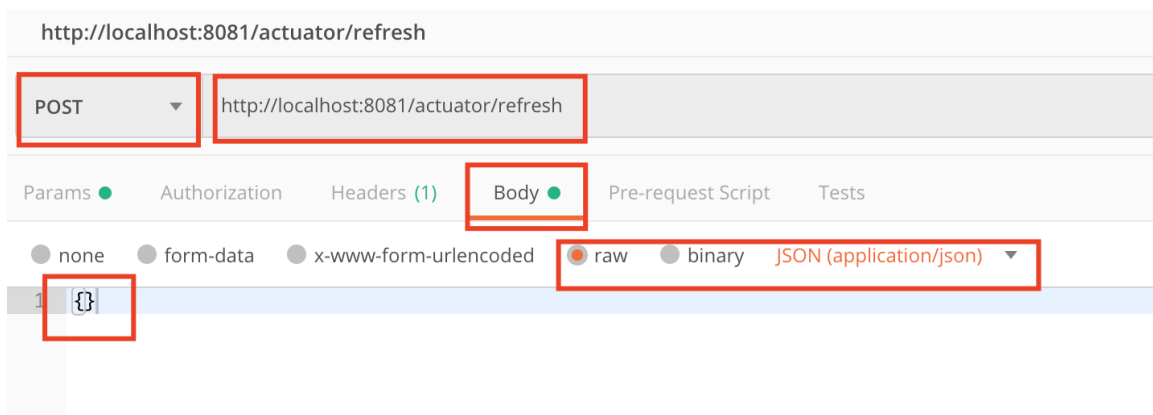 http://localhost:8081/actuator/refresh
POST http://localhost:8081/actuator/refresh
Params Authorization Headers (1) Body Pre-request Script Tests
none form-data x-www-form-urlencoded raw binary JSON (application/json)
1 {}